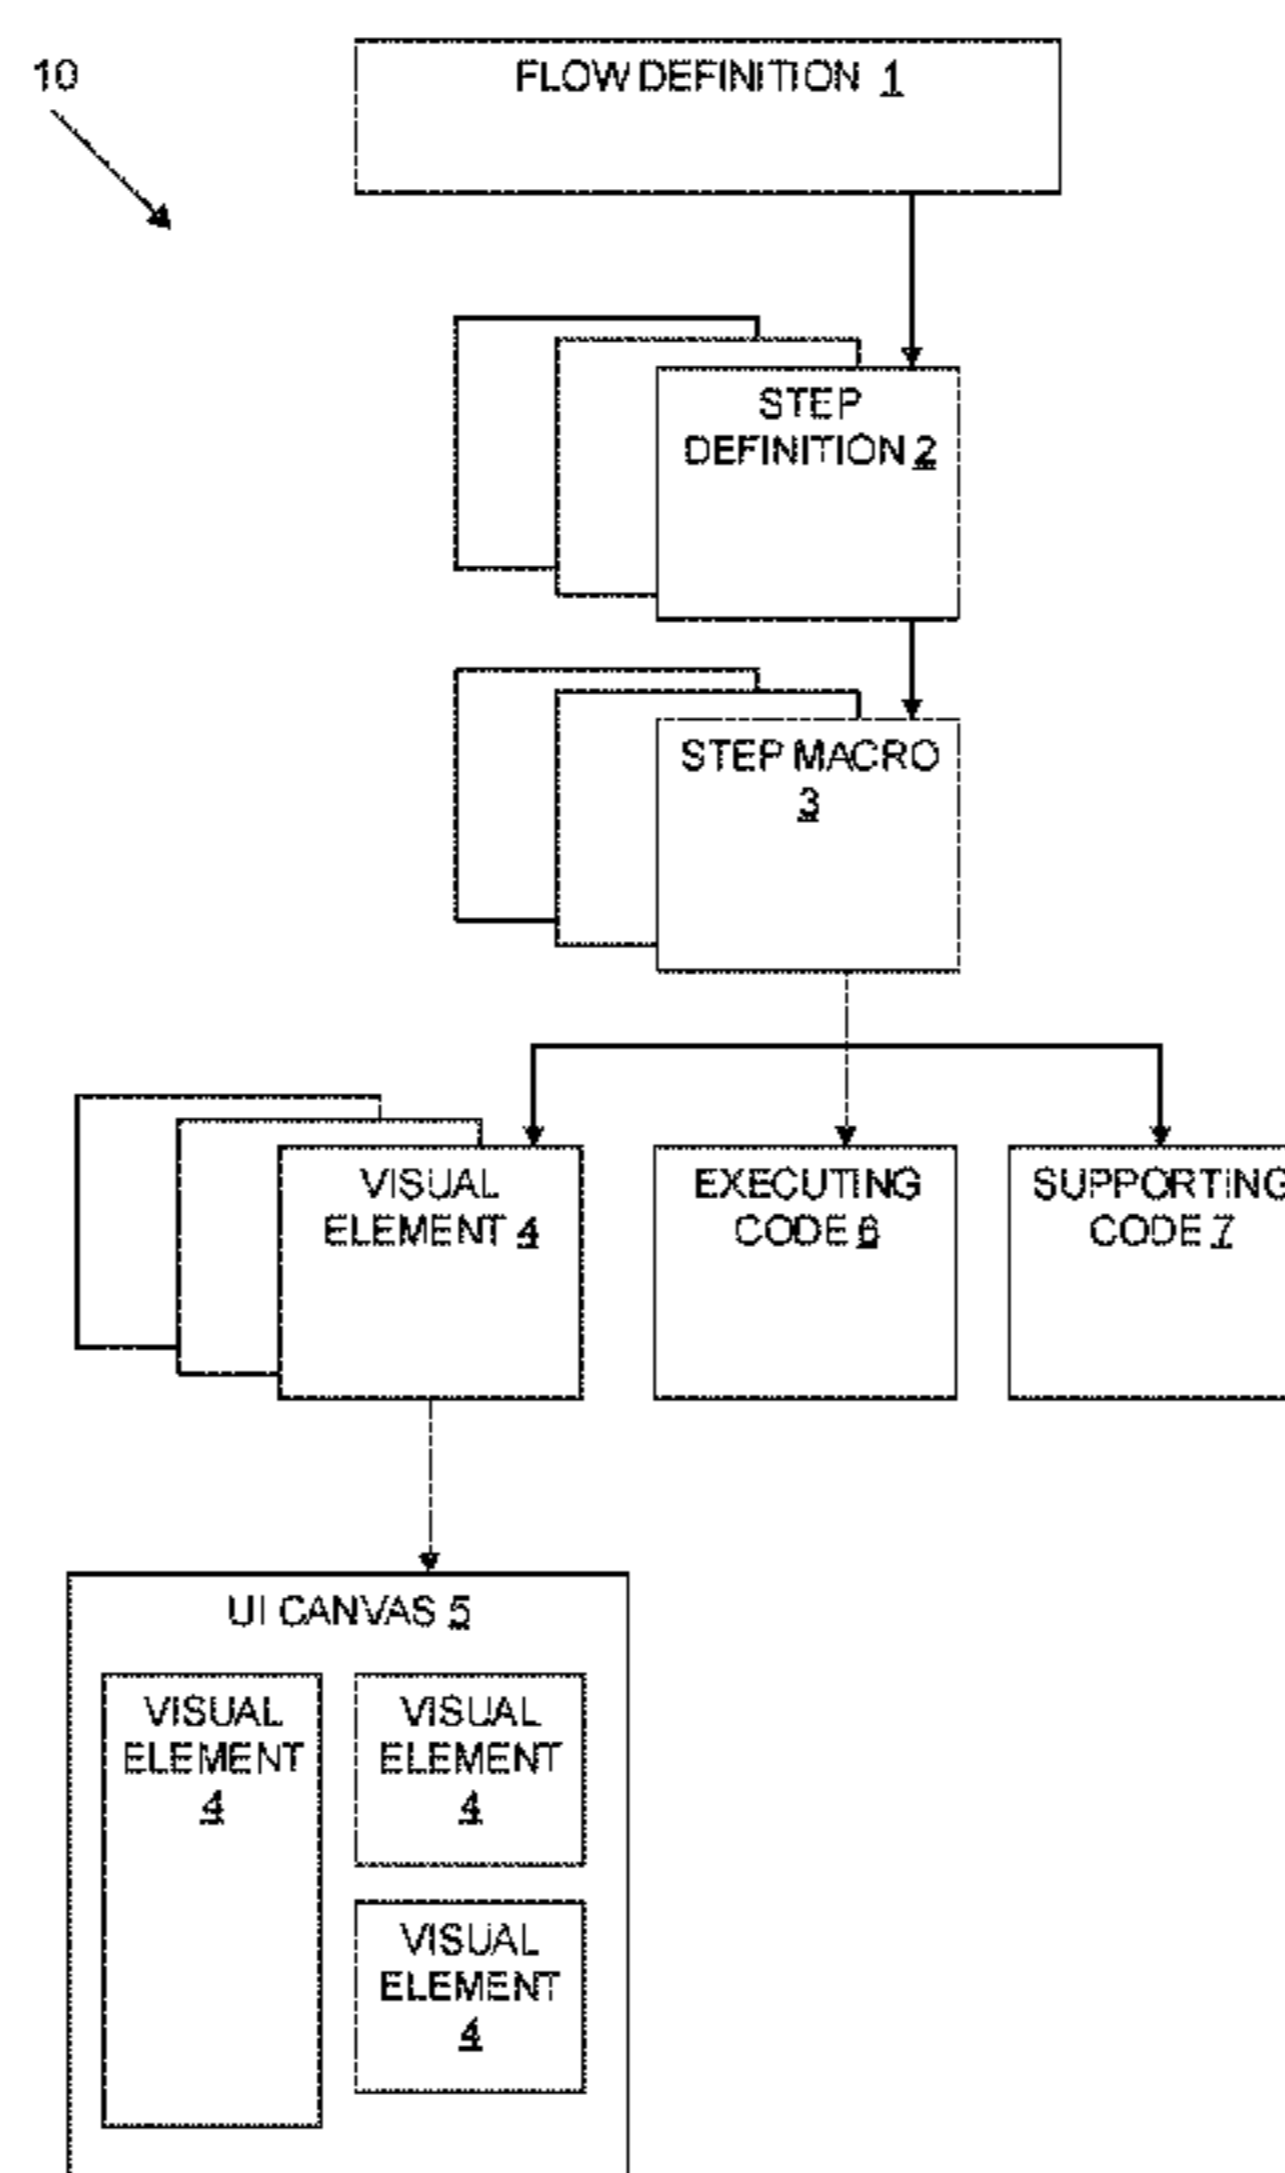 10
FLOW DEFINITION 1
STEP
DEFINITION 2
STEP MACRO
3
VISUAL
ELEMENT 4
EXECUTING
CODE 6
SUPPORTING
CODE 7
UI CANVAS 5
VISUAL
ELEMENT
4
VISUAL
ELEMENT
4
VISUAL
ELEMENT
4